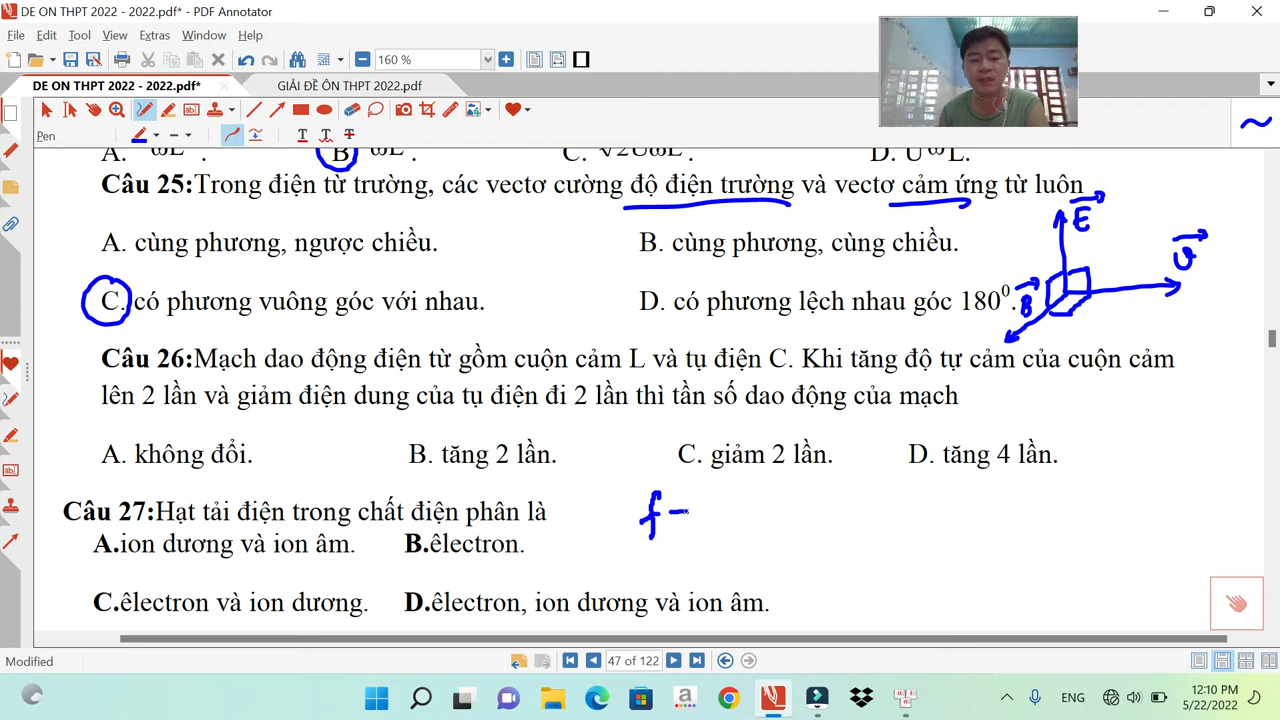 DE ON THPT 2022 - 2022.pdf* - PDF Annotator
File Edit Tool View Extras Window Help
160 %
DE ON THPT 2022 - 2022.pdf* GIẢI ĐỀ ÔN THPT 2022.pdf
Pen
A. ωL . B. ωL . C. √2UωL . D. UωL.
Câu 25:Trong điện từ trường, các vectơ cường độ điện trường và vectơ cảm ứng từ luôn
E
A. cùng phương, ngược chiều. B. cùng phương, cùng chiều.
C. có phương vuông góc với nhau. D. có phương lệch nhau góc 180⁰.
B
Câu 26:Mạch dao động điện từ gồm cuộn cảm L và tụ điện C. Khi tăng độ tự cảm của cuộn cảm
lên 2 lần và giảm điện dung của tụ điện đi 2 lần thì tần số dao động của mạch
A. không đổi. B. tăng 2 lần. C. giảm 2 lần. D. tăng 4 lần.
Câu 27:Hạt tải điện trong chất điện phân là
f -
A.ion dương và ion âm. B.êlectron.
C.êlectron và ion dương. D.êlectron, ion dương và ion âm.
Modified 47 of 122
ENG 12:10 PM
5/22/2022